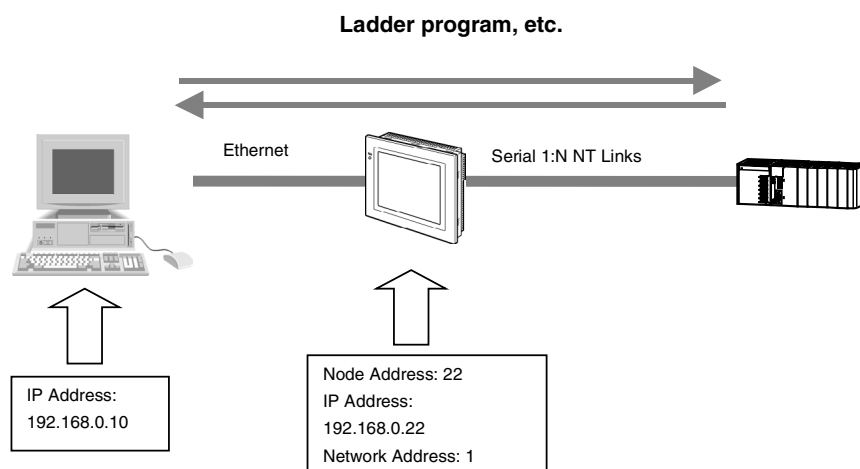 Ladder program, etc.
Ethernet
Serial 1:N NT Links
IP Address:
192.168.0.10
Node Address: 22
IP Address:
192.168.0.22
Network Address: 1